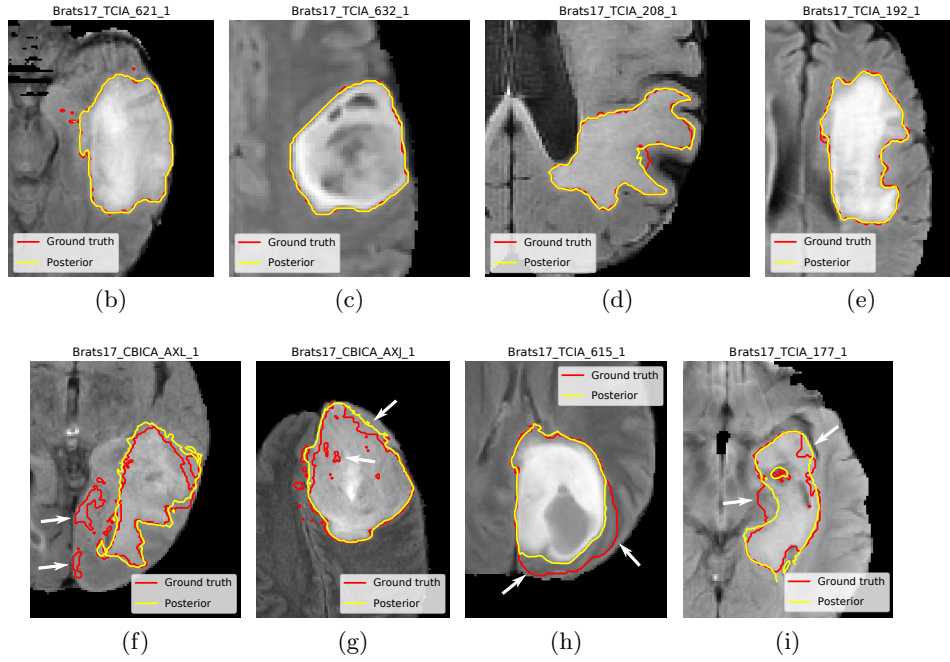 Brats17_TCIA_621_1
Brats17_TCIA_632_1
Brats17_TCIA_208_1
Brats17_TCIA_192_1
Ground truth
Posterior
Ground truth
Posterior
Ground truth
Posterior
Ground truth
Posterior
(b)
(c)
(d)
(e)
Brats17_CBICA_AXL_1
Brats17_CBICA_AXJ_1
Brats17_TCIA_615_1
Brats17_TCIA_177_1
Ground truth
Posterior
Ground truth
Posterior
Ground truth
Posterior
Ground truth
Posterior
(f)
(g)
(h)
(i)